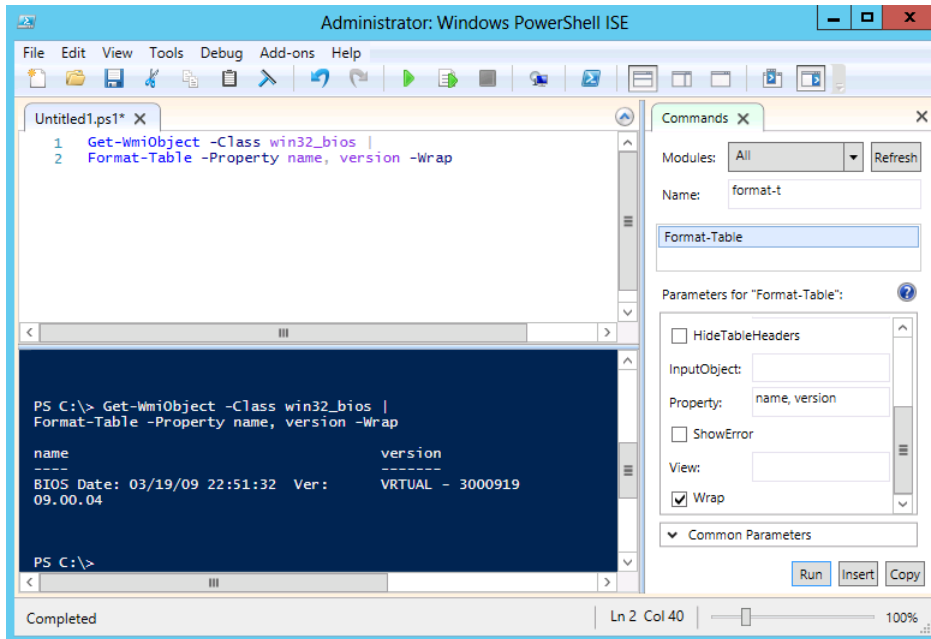 Administrator: Windows PowerShell ISE
File Edit View Tools Debug Add-ons Help
Untitled1.ps1* X
1 Get-WmiObject -Class win32_bios |
2 Format-Table -Property name, version -Wrap
PS C:\> Get-WmiObject -Class win32_bios |
Format-Table -Property name, version -Wrap
name version
---- -------
BIOS Date: 03/19/09 22:51:32 Ver: VRTUAL - 3000919
09.00.04
PS C:\>
Commands X
Modules: All Refresh
Name: format-t
Format-Table
Parameters for "Format-Table":
HideTableHeaders
InputObject:
Property: name, version
ShowError
View:
Wrap
Common Parameters
Run Insert Copy
Completed Ln 2 Col 40 100%